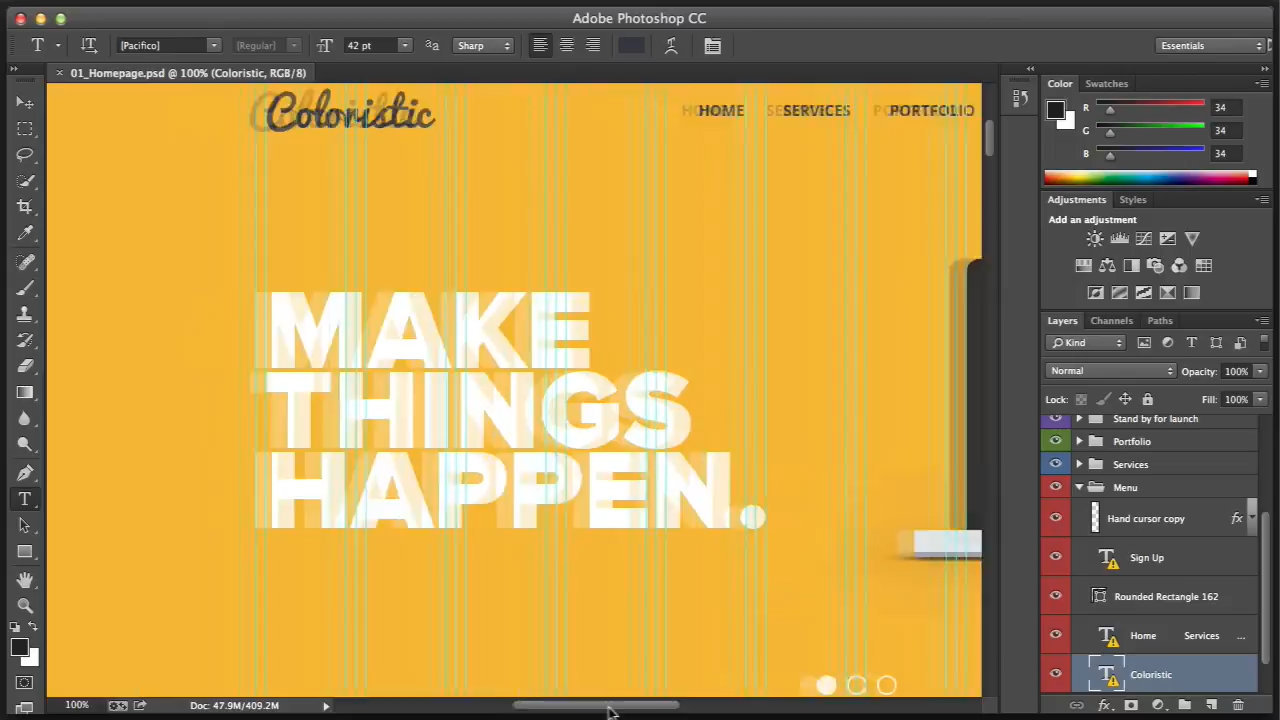 Adobe Photoshop CC
T [Pacifico] [Regular] 42 pt aa Sharp Essentials
01_Homepage.psd @ 100% (Coloristic, RGB/8)
Coloristic
HOME SERVICES PORTFOLIO
MAKE
THINGS
HAPPEN.
100% Doc: 47.9M/409.2M
Color Swatches
R 34
G 34
B 34
Adjustments Styles
Add an adjustment
Layers Channels Paths
Kind
Normal Opacity: 100%
Lock: Fill: 100%
Stand by for launch
Portfolio
Services
Menu
Hand cursor copy fx
Sign Up
Rounded Rectangle 162
Home Services ...
Coloristic
fx